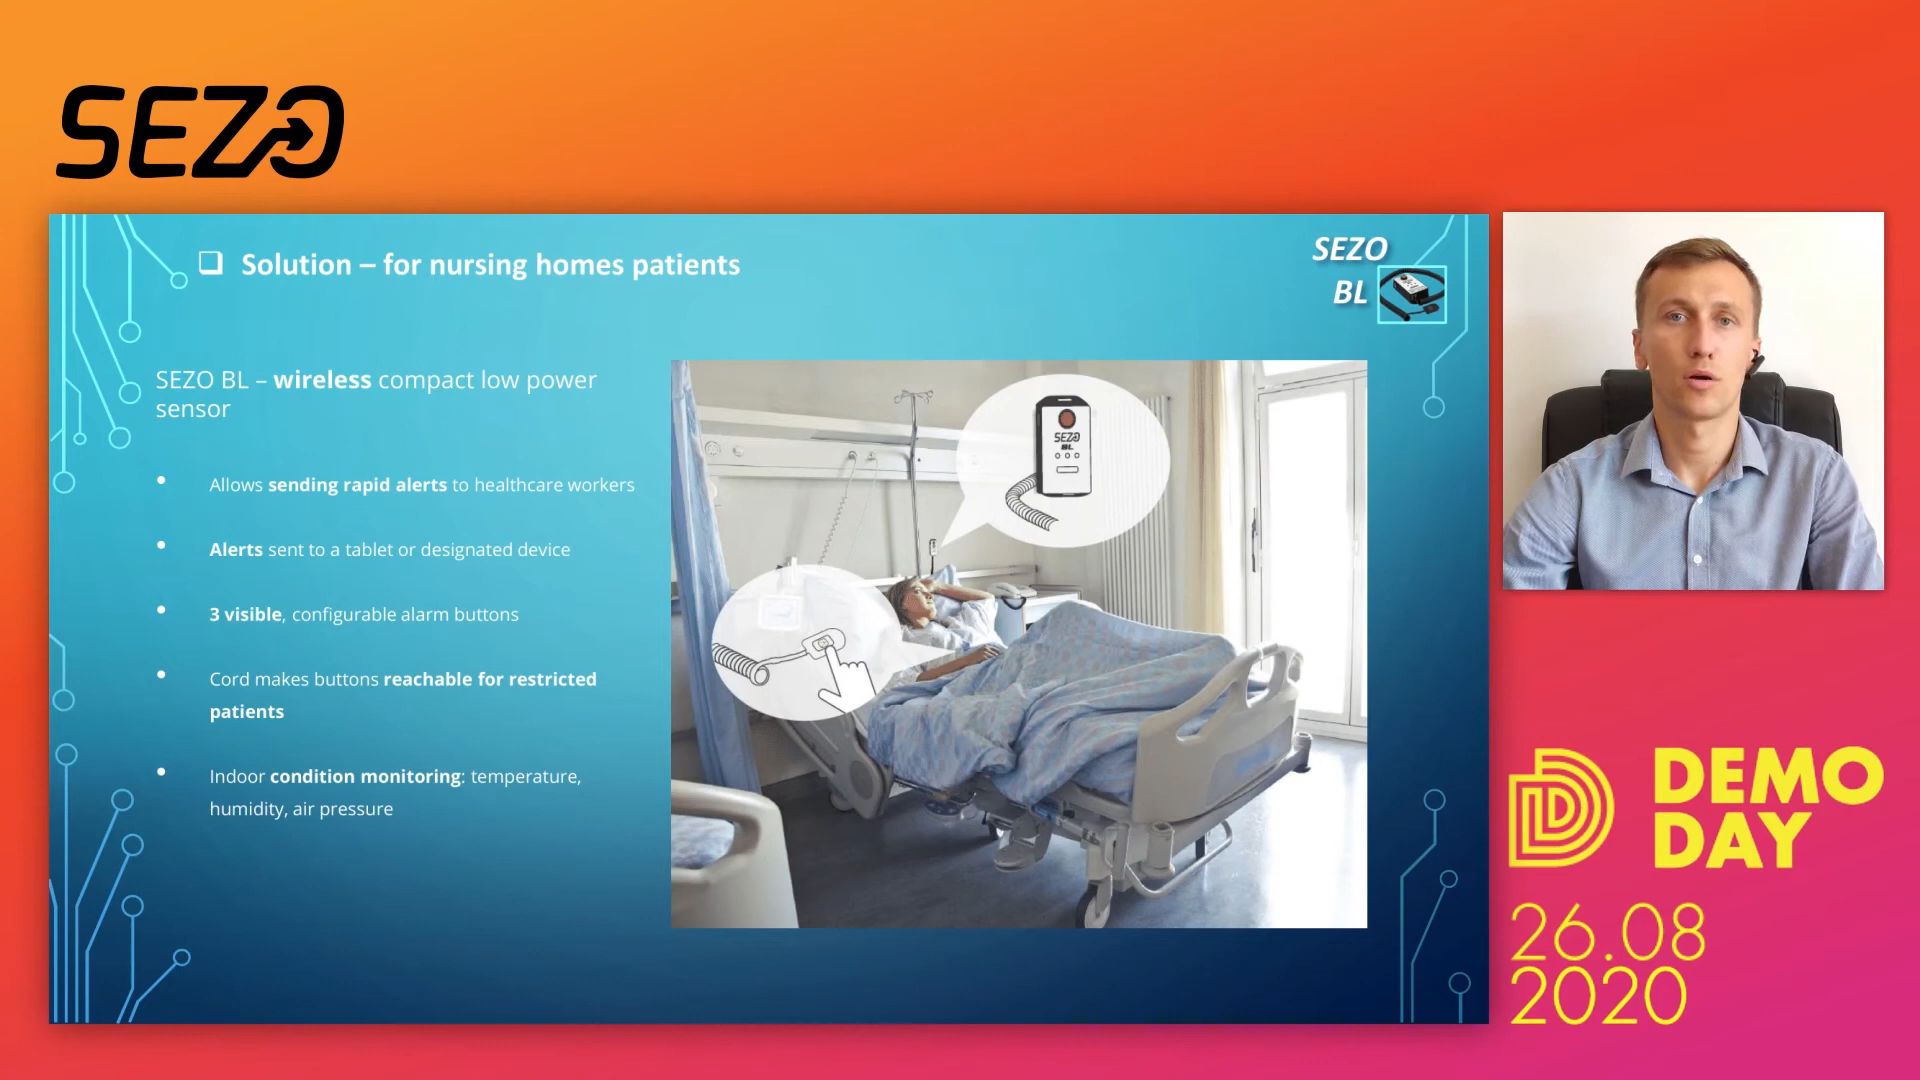 SEZO
Solution – for nursing homes patients
SEZO
BL
SEZO BL – wireless compact low power
sensor
Allows sending rapid alerts to healthcare workers
Alerts sent to a tablet or designated device
3 visible, configurable alarm buttons
Cord makes buttons reachable for restricted
patients
Indoor condition monitoring: temperature,
humidity, air pressure
SEZO
BL
DEMO
DAY
26.08
2020